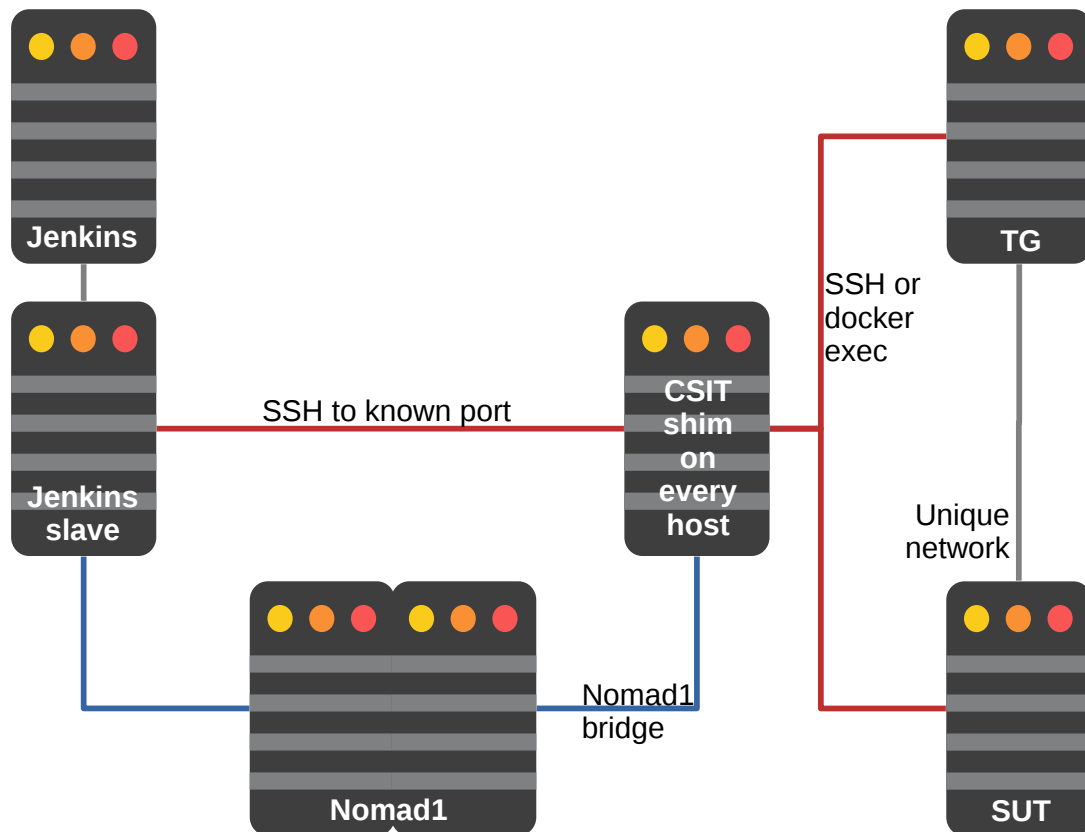 Jenkins
TG
SSH or
docker
exec
SSH to known port
CSIT
shim
on
every
host
Jenkins
slave
Unique
network
Nomad1
bridge
Nomad1
SUT